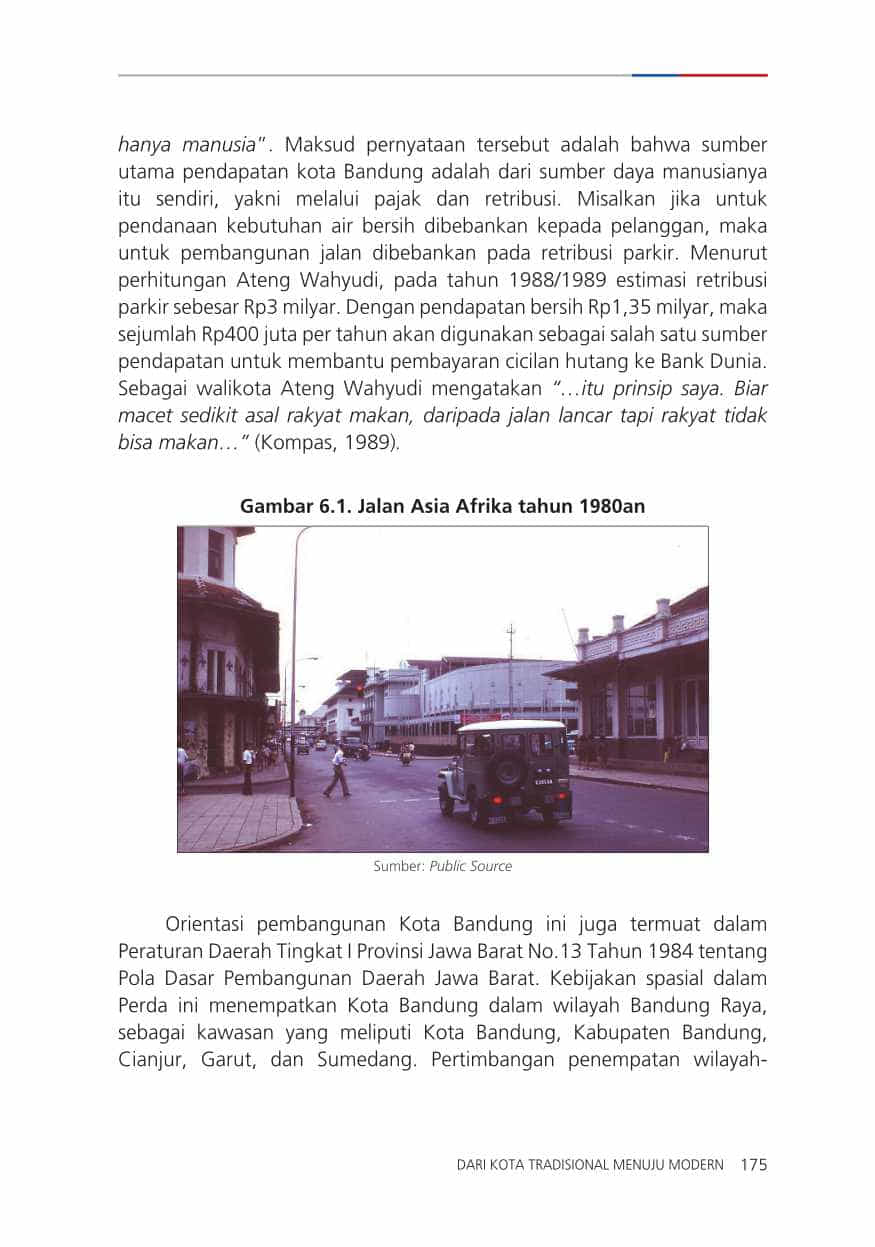 hanya manusia”. Maksud pernyataan tersebut adalah bahwa sumber
utama pendapatan kota Bandung adalah dari sumber daya manusianya
itu sendiri, yakni melalui pajak dan retribusi. Misalkan jika untuk
pendanaan kebutuhan air bersih dibebankan kepada pelanggan, maka
untuk pembangunan jalan dibebankan pada retribusi parkir. Menurut
perhitungan Ateng Wahyudi, pada tahun 1988/1989 estimasi retribusi
parkir sebesar Rp3 milyar. Dengan pendapatan bersih Rp1,35 milyar, maka
sejumlah Rp400 juta per tahun akan digunakan sebagai salah satu sumber
pendapatan untuk membantu pembayaran cicilan hutang ke Bank Dunia.
Sebagai walikota Ateng Wahyudi mengatakan “…itu prinsip saya. Biar
macet sedikit asal rakyat makan, daripada jalan lancar tapi rakyat tidak
bisa makan…” (Kompas, 1989).
Gambar 6.1. Jalan Asia Afrika tahun 1980an
Sumber: Public Source
Orientasi pembangunan Kota Bandung ini juga termuat dalam
Peraturan Daerah Tingkat I Provinsi Jawa Barat No.13 Tahun 1984 tentang
Pola Dasar Pembangunan Daerah Jawa Barat. Kebijakan spasial dalam
Perda ini menempatkan Kota Bandung dalam wilayah Bandung Raya,
sebagai kawasan yang meliputi Kota Bandung, Kabupaten Bandung,
Cianjur, Garut, dan Sumedang. Pertimbangan penempatan wilayah-
DARI KOTA TRADISIONAL MENUJU MODERN 175